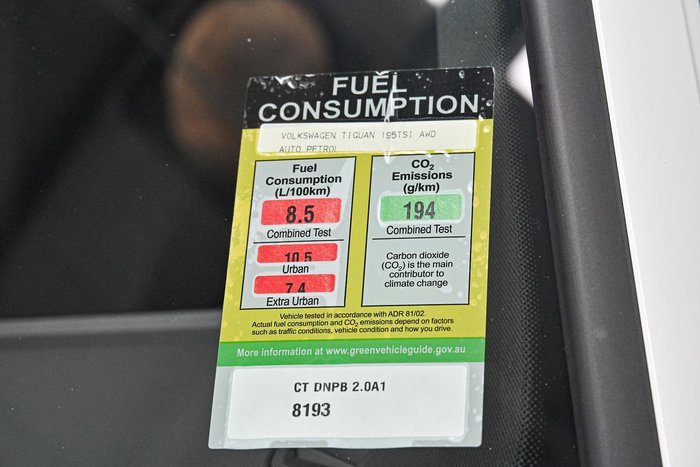 FUEL
CONSUMPTION
VOLKSWAGEN TIGUAN 195TSI AWD
AUTO PETROL
Fuel
Consumption
(L/100km)
8.5
Combined Test
10.5
Urban
7.4
Extra Urban
CO₂
Emissions
(g/km)
194
Combined Test
Carbon dioxide
(CO₂) is the main
contributor to
climate change
Vehicle tested in accordance with ADR 81/02.
Actual fuel consumption and CO₂ emissions depend on factors
such as traffic conditions, vehicle condition and how you drive.
More information at www.greenvehicleguide.gov.au
CT DNPB 2.0A1
8193